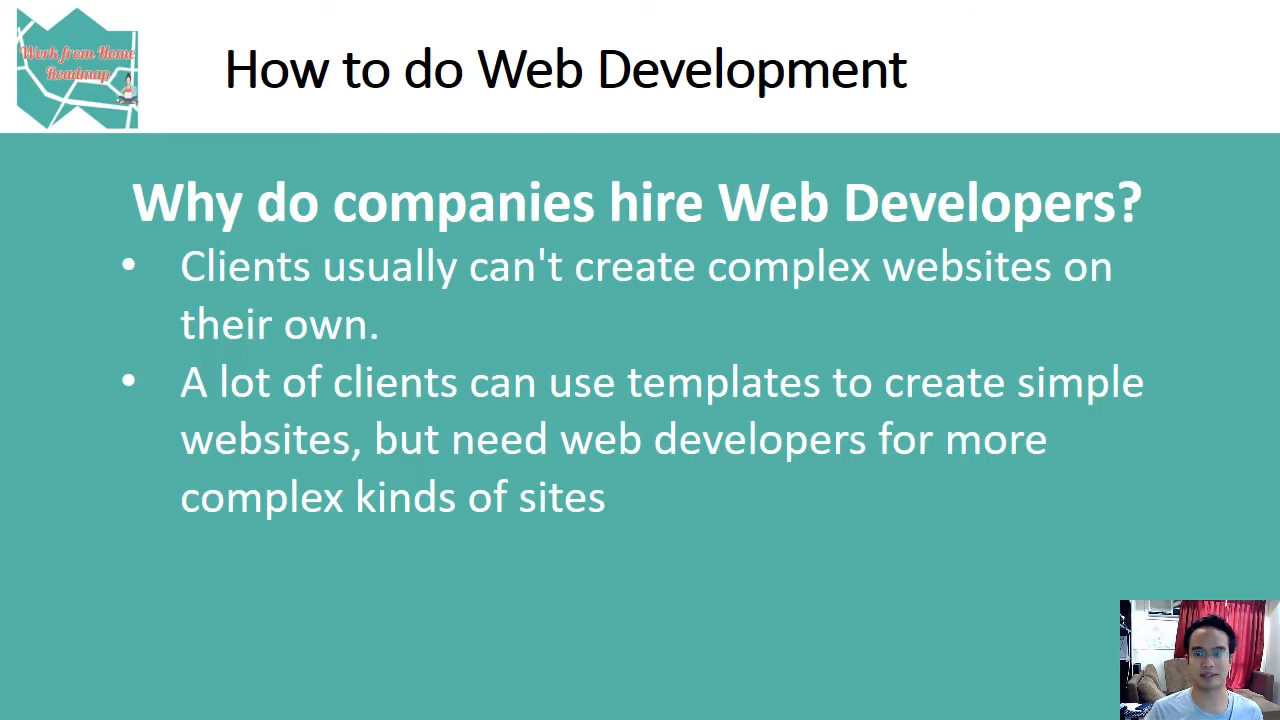 Work from Home
Roadmap
How to do Web Development
Why do companies hire Web Developers?
• Clients usually can't create complex websites on
their own.
• A lot of clients can use templates to create simple
websites, but need web developers for more
complex kinds of sites